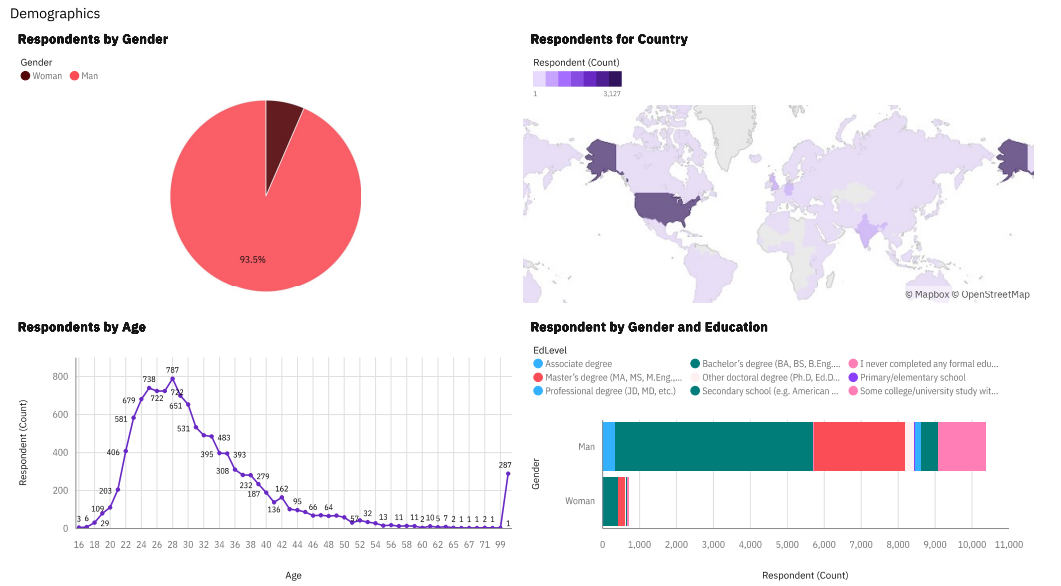 Demographics
Respondents by Gender
Gender
Woman Man
93.5%
Respondents for Country
Respondent (Count)
1 3,127
© Mapbox © OpenStreetMap
Respondents by Age
Respondent (Count)
800
600
400
200
0
3 6 29 109 203 406 581 679 738 722 787 722 651 531 395 483 308 393 232 279 187 136 162 95 66 64 57 32 13 11 11 2 10 5 7 2 1 1 1 2 1 287 1
16 18 20 22 24 26 28 30 32 34 36 38 40 42 44 46 48 50 52 54 56 58 60 62 65 67 71 99
Age
Respondent by Gender and Education
EdLevel
Associate degree Bachelor's degree (BA, BS, B.Eng.... I never completed any formal edu...
Master's degree (MA, MS, M.Eng.,... Other doctoral degree (Ph.D, Ed.D... Primary/elementary school
Professional degree (JD, MD, etc.) Secondary school (e.g. American ... Some college/university study wit...
Gender
Man
Woman
0 1,000 2,000 3,000 4,000 5,000 6,000 7,000 8,000 9,000 10,000 11,000
Respondent (Count)